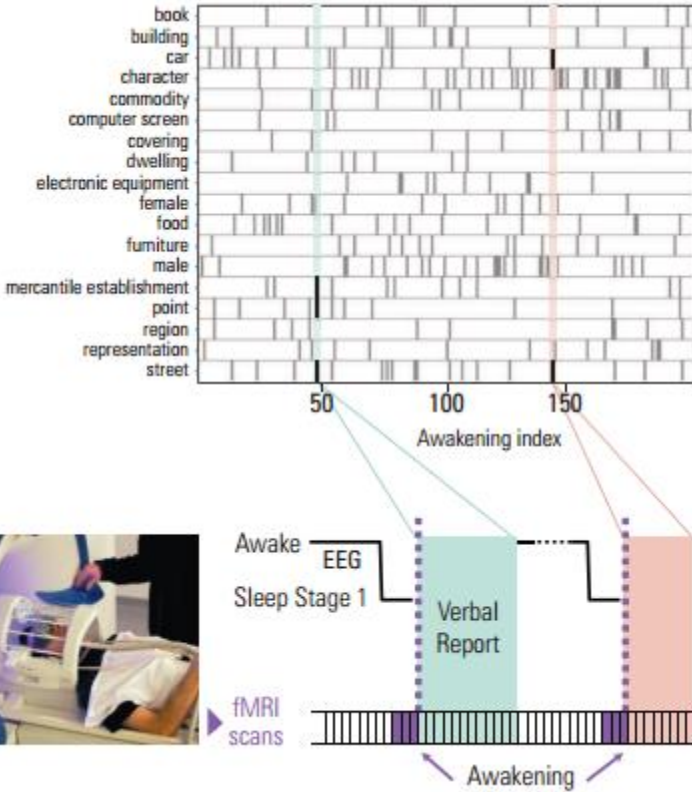 book
building
car
character
commodity
computer screen
covering
dwelling
electronic equipment
female
food
furniture
male
mercantile establishment
point
region
representation
street
50 100 150
Awakening index
Awake
EEG
Sleep Stage 1
Verbal
Report
fMRI
scans
Awakening